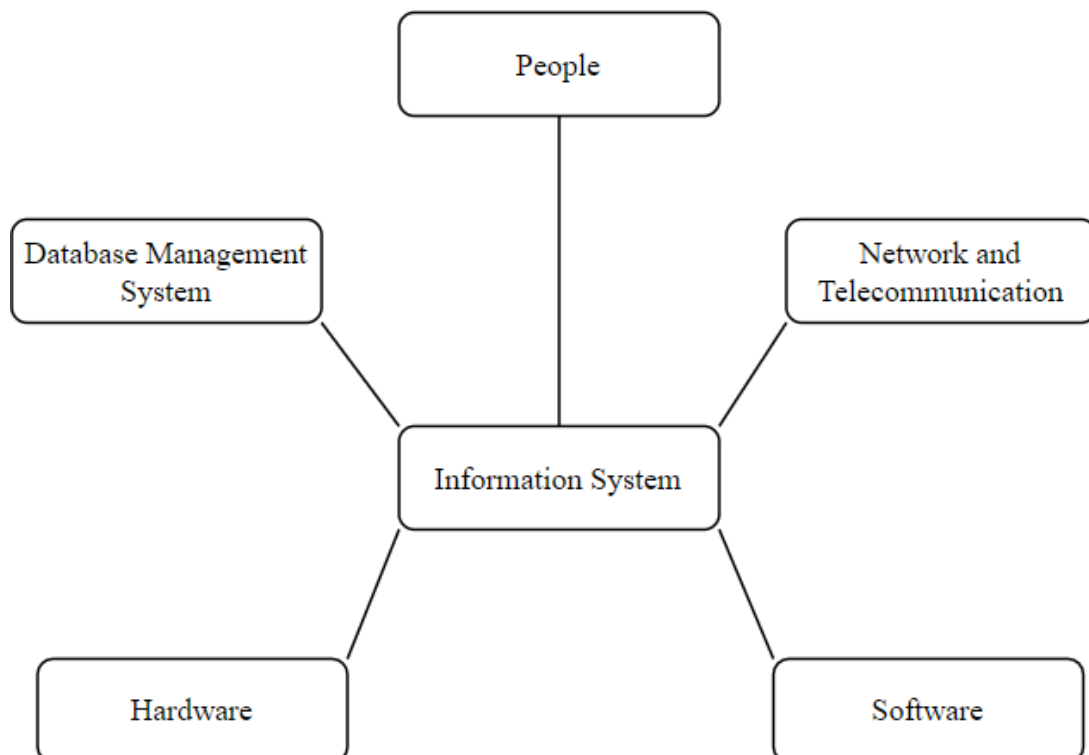 People
Database Management
System
Network and
Telecommunication
Information System
Hardware
Software